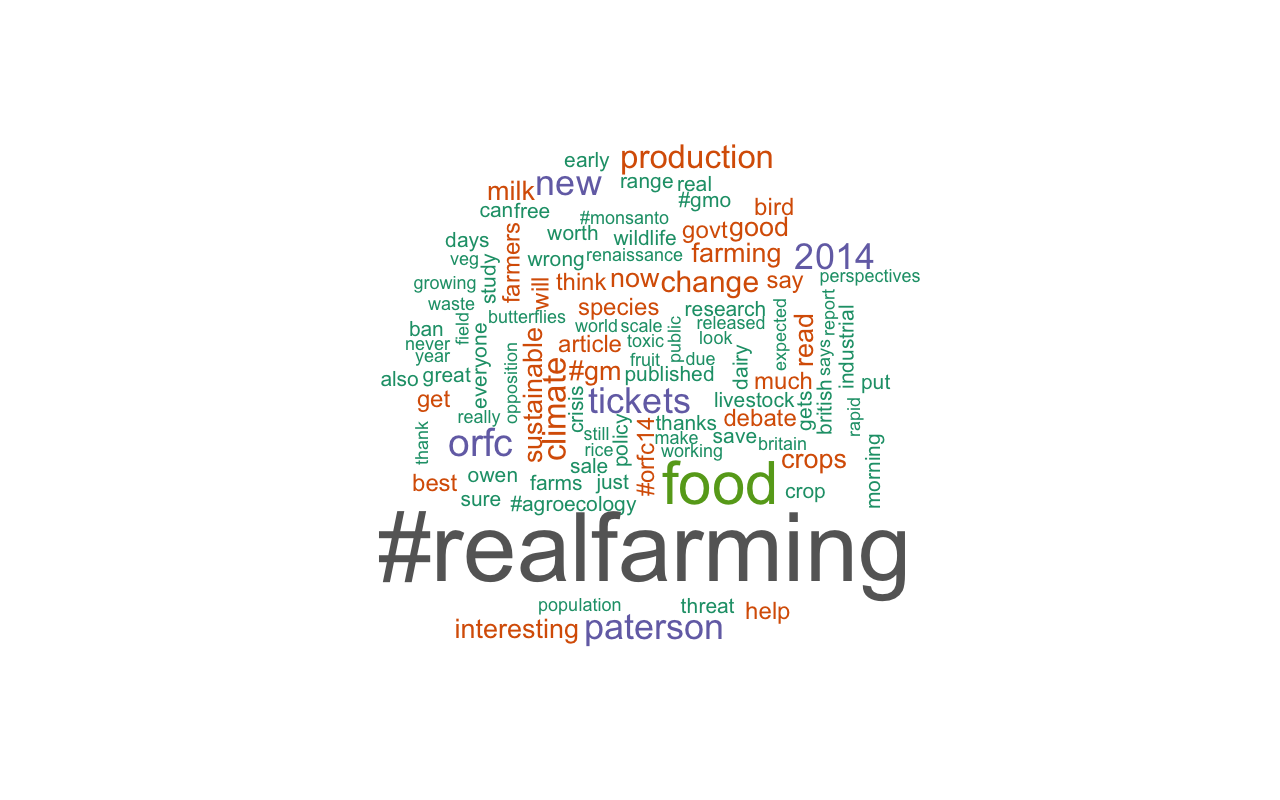 early
production
milk
new
range
real
#gmo
can
free
#monsanto
bird
days
worth
wildlife
govt
good
veg
study
farmers
wrong
renaissance
farming
2014
growing
will
think
now
change
say
perspectives
waste
field
butterflies
species
research
expected
report
industrial
ban
never
year
everyone
opposition
sustainable
climate
world
scale
toxic
public
released
look
read
says
article
fruit
due
dairy
also
great
#gm
published
much
put
get
really
crisis
tickets
livestock
gets
british
rapid
thank
orfc
still
rice
policy
#orfc14
thanks
make
working
save
debate
britain
morning
best
owen
sale
farms
just
food
crops
crop
sure
#agroecology
#realfarming
population
threat
help
interesting
paterson